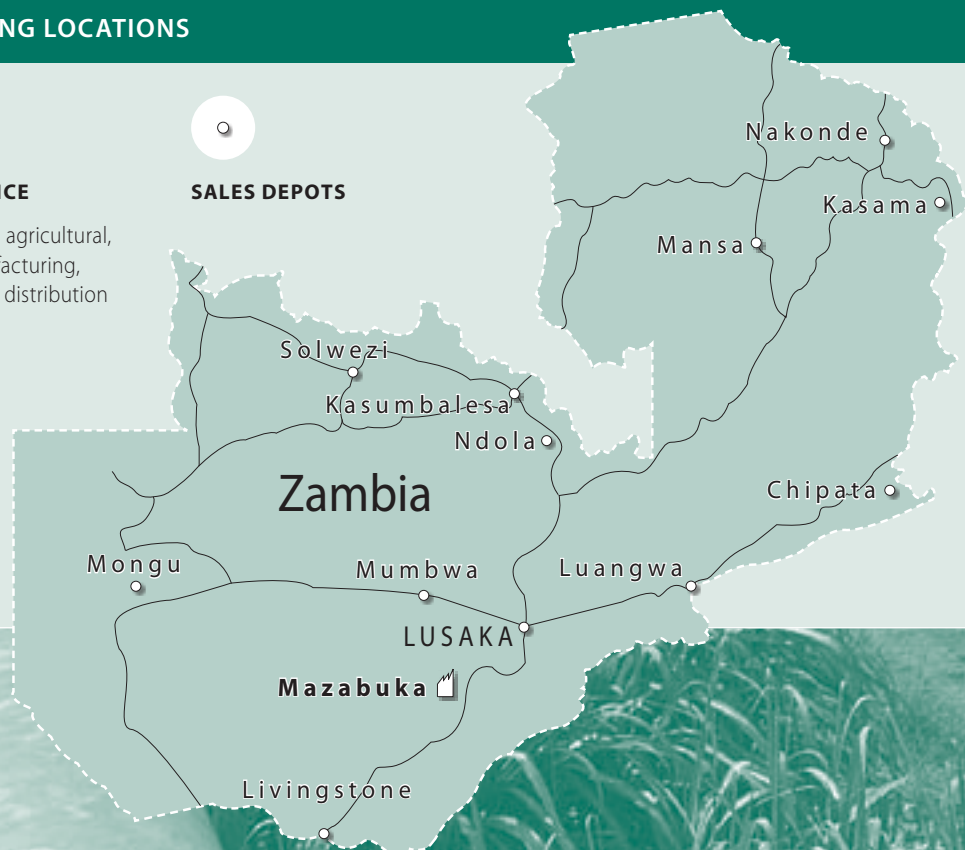 NG LOCATIONS
CE
agricultural,
facturing,
distribution
SALES DEPOTS
Nakonde
Kasama
Mansa
Solwezi
Kasumbalesa
Ndola
Zambia
Chipata
Mongu
Mumbwa
Luangwa
LUSAKA
Mazabuka
Livingstone